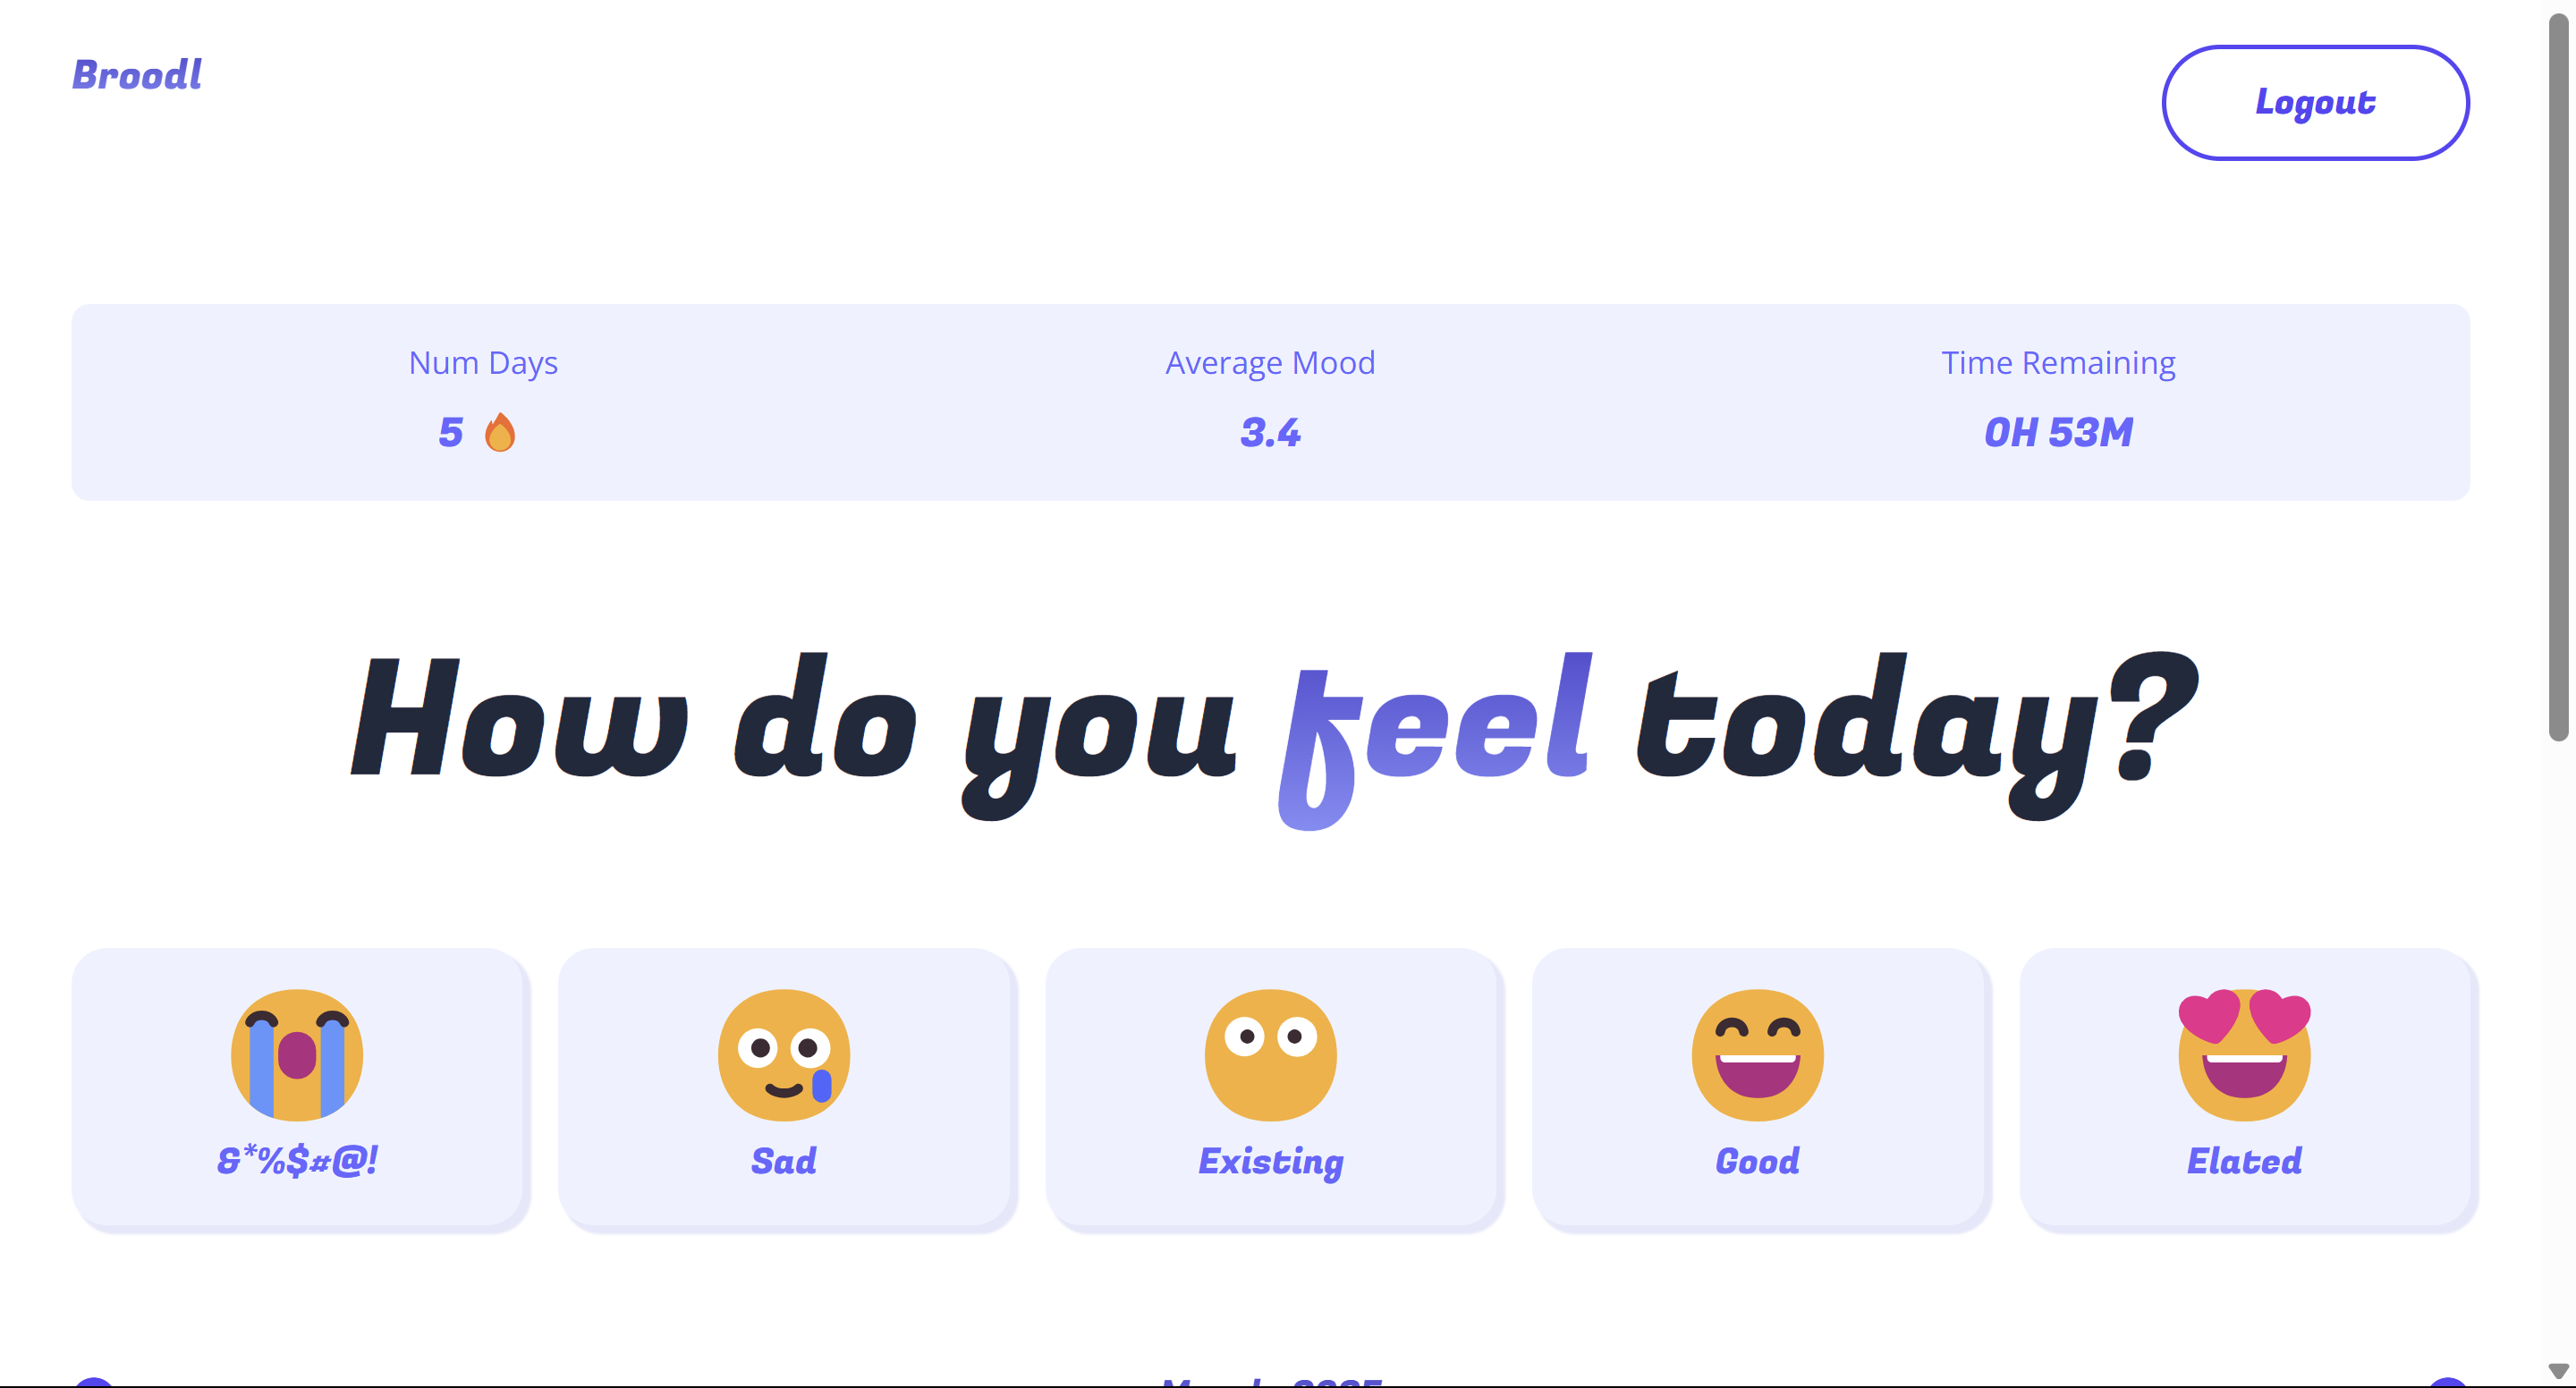 Broodl
Logout
Num Days
Average Mood
Time Remaining
5
3.4
0H 53M
How do you feel today?
&*%$#@!
Sad
Existing
Good
Elated